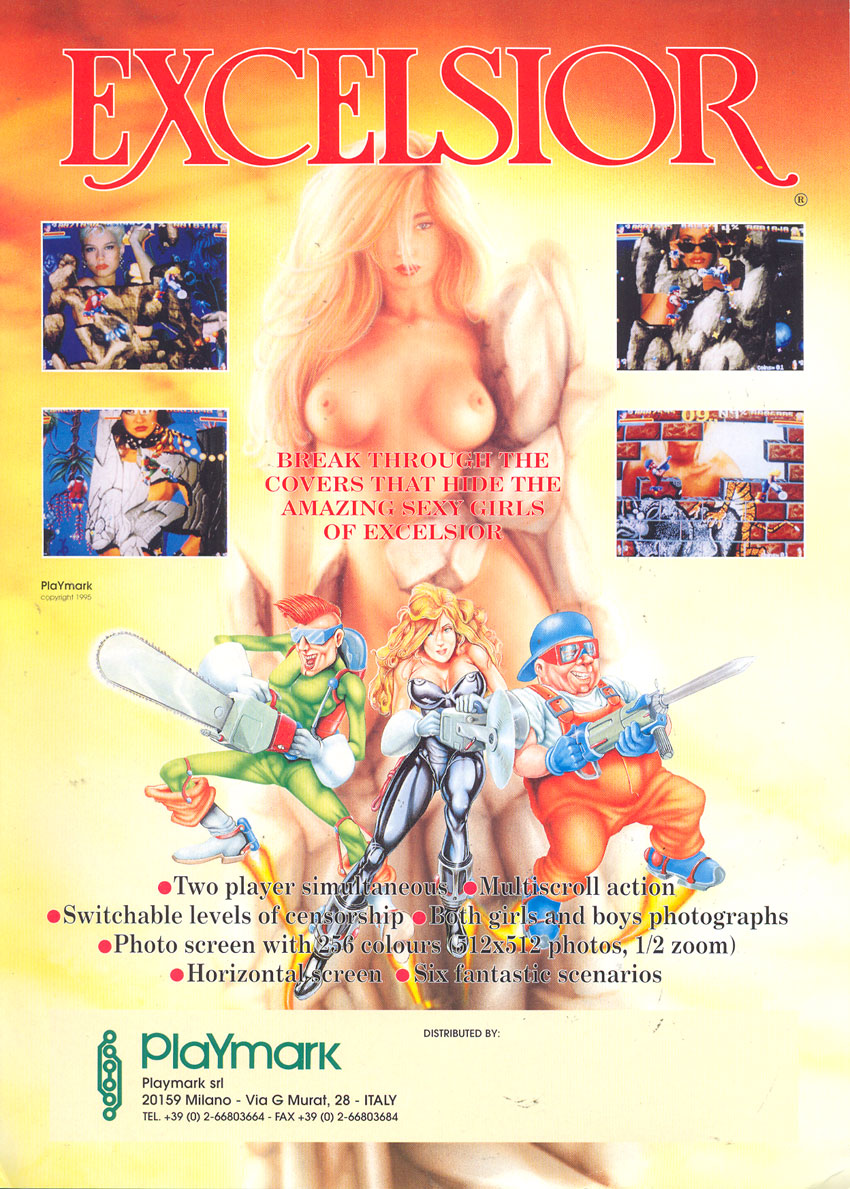 EXCELSIOR
®
BREAK THROUGH THE
COVERS THAT HIDE THE
AMAZING SEXY GIRLS
OF EXCELSIOR
PlaYmark
copyright 1995
●Two player simultaneous ●Multiscroll action
●Switchable levels of censorship ●Both girls and boys photographs
●Photo screen with 256 colours (512x512 photos, 1/2 zoom)
●Horizontal screen ●Six fantastic scenarios
PlaYmark
DISTRIBUTED BY:
Playmark srl
20159 Milano - Via G Murat, 28 - ITALY
TEL. +39 (0) 2-66803664 - FAX +39 (0) 2-66803684